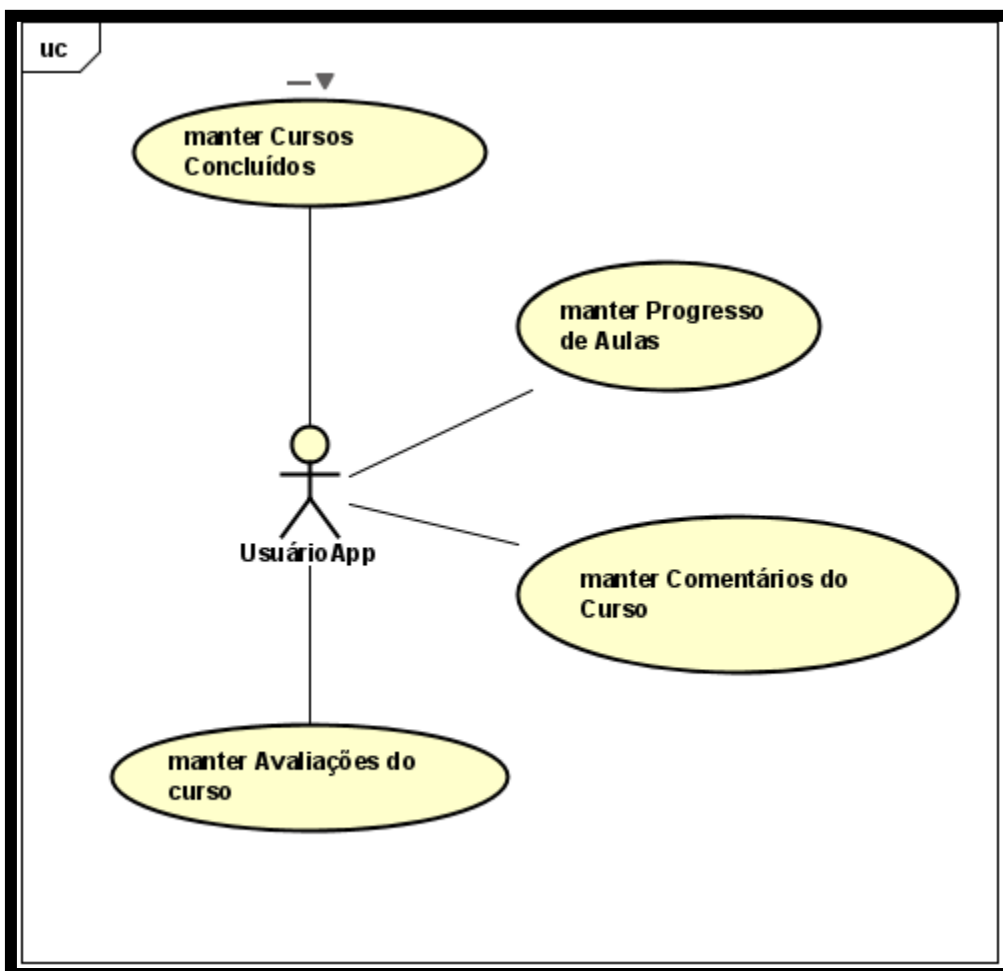 uc
manter Cursos
Concluídos
manter Progresso
de Aulas
UsuárioApp
manter Comentários do
Curso
manter Avaliações do
curso